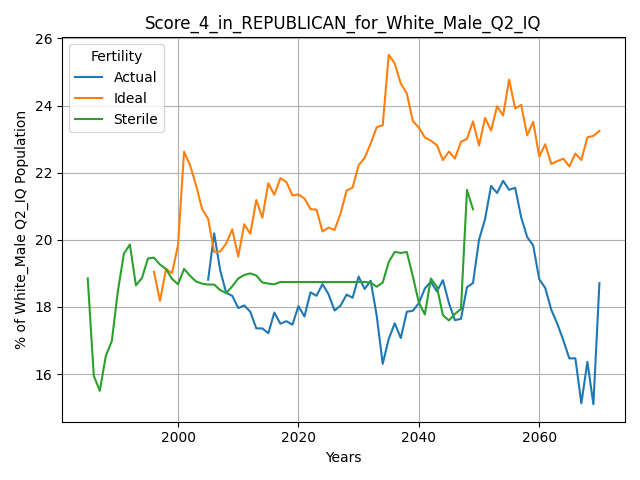 Score_4_in_REPUBLICAN_for_White_Male_Q2_IQ
Fertility
Actual
Ideal
Sterile
% of White_Male Q2_IQ Population
26
24
22
20
18
16
2000
2020
2040
2060
Years